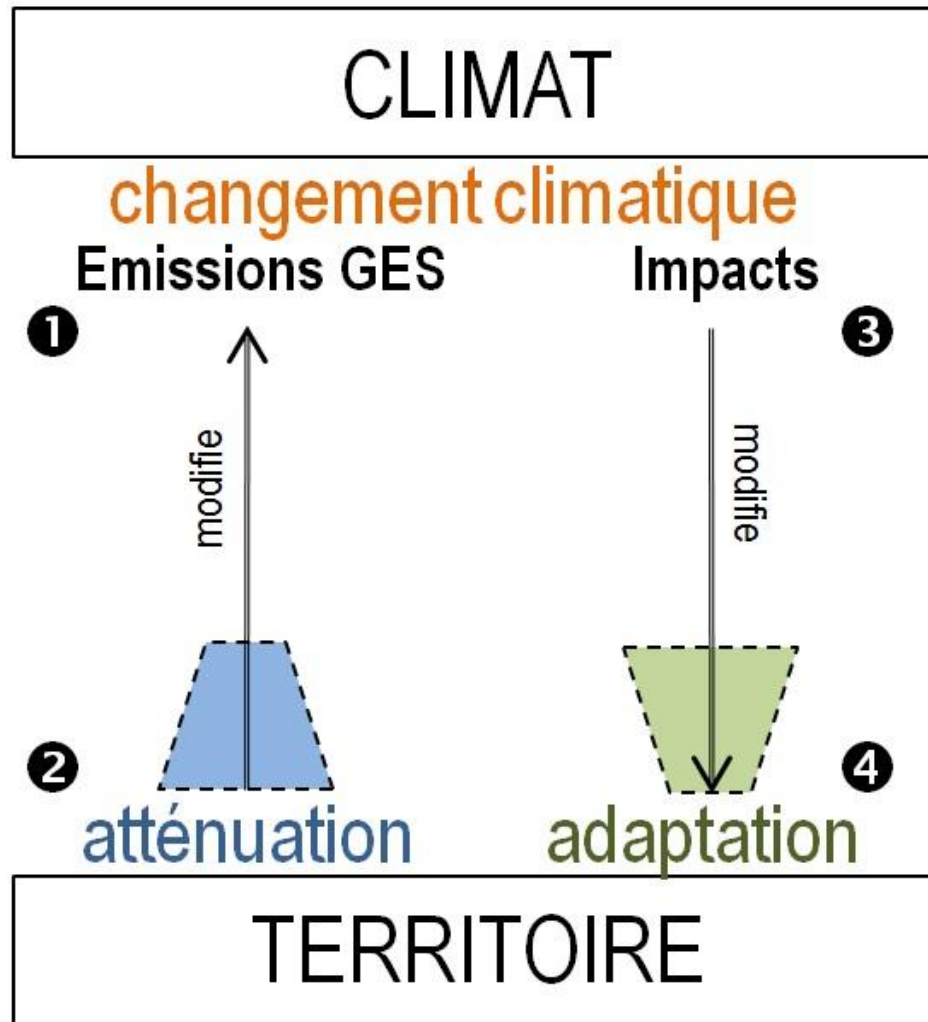 CLIMAT
changement climatique
Emissions GES Impacts
❶ ❸
modifie modifie
❷ ❹
atténuation adaptation
TERRITOIRE